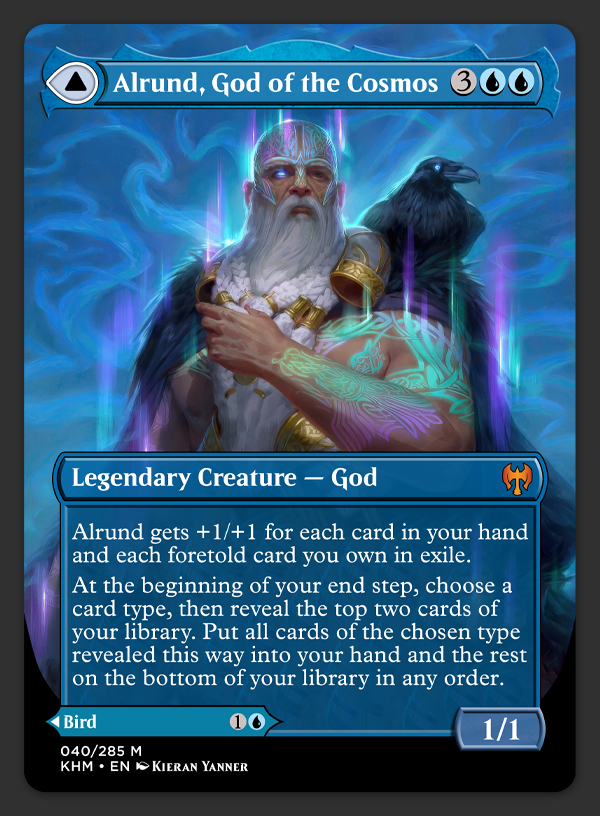 Alrund, God of the Cosmos 3
Legendary Creature — God
Alrund gets +1/+1 for each card in your hand
and each foretold card you own in exile.
At the beginning of your end step, choose a
card type, then reveal the top two cards of
your library. Put all cards of the chosen type
revealed this way into your hand and the rest
on the bottom of your library in any order.
Bird 1
1/1
040/285 M
KHM • EN Kieran Yanner